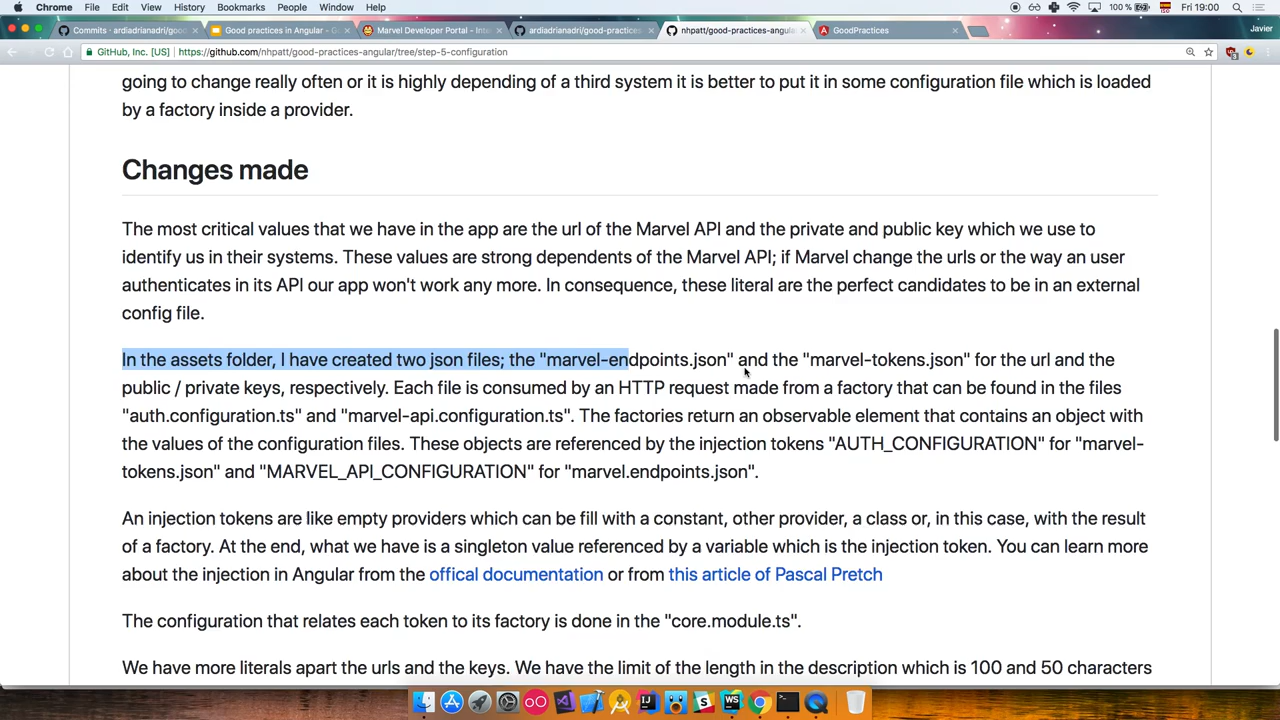 Chrome File Edit View History Bookmarks People Window Help 100 % Fri 19:00
Commits · ardiadrianadri/good Good practices in Angular - G Marvel Developer Portal - Inte ardiadrianadri/good-practices nhpatt/good-practices-angula GoodPractices Javier
GitHub, Inc. [US] https://github.com/nhpatt/good-practices-angular/tree/step-5-configuration
going to change really often or it is highly depending of a third system it is better to put it in some configuration file which is loaded
by a factory inside a provider.
Changes made
The most critical values that we have in the app are the url of the Marvel API and the private and public key which we use to
identify us in their systems. These values are strong dependents of the Marvel API; if Marvel change the urls or the way an user
authenticates in its API our app won't work any more. In consequence, these literal are the perfect candidates to be in an external
config file.
In the assets folder, I have created two json files; the "marvel-endpoints.json" and the "marvel-tokens.json" for the url and the
public / private keys, respectively. Each file is consumed by an HTTP request made from a factory that can be found in the files
"auth.configuration.ts" and "marvel-api.configuration.ts". The factories return an observable element that contains an object with
the values of the configuration files. These objects are referenced by the injection tokens "AUTH_CONFIGURATION" for "marvel-
tokens.json" and "MARVEL_API_CONFIGURATION" for "marvel.endpoints.json".
An injection tokens are like empty providers which can be fill with a constant, other provider, a class or, in this case, with the result
of a factory. At the end, what we have is a singleton value referenced by a variable which is the injection token. You can learn more
about the injection in Angular from the offical documentation or from this article of Pascal Pretch
The configuration that relates each token to its factory is done in the "core.module.ts".
We have more literals apart the urls and the keys. We have the limit of the length in the description which is 100 and 50 characters